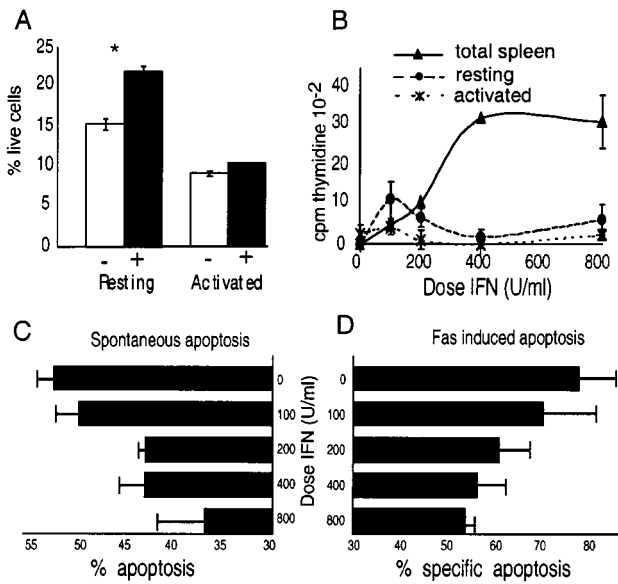 A
25
20
15
10
5
0
% live cells
*
- + - +
Resting Activated
B
total spleen
resting
activated
cpm thymidine 10-2
40
30
20
10
0
0 200 400 600 800
Dose IFN (U/ml)
C
Spontaneous apoptosis
0
100
200
400
800
Dose IFN (U/ml)
55 50 45 40 35 30
% apoptosis
D
Fas induced apoptosis
0
100
200
400
800
30 40 50 60 70 80
% specific apoptosis